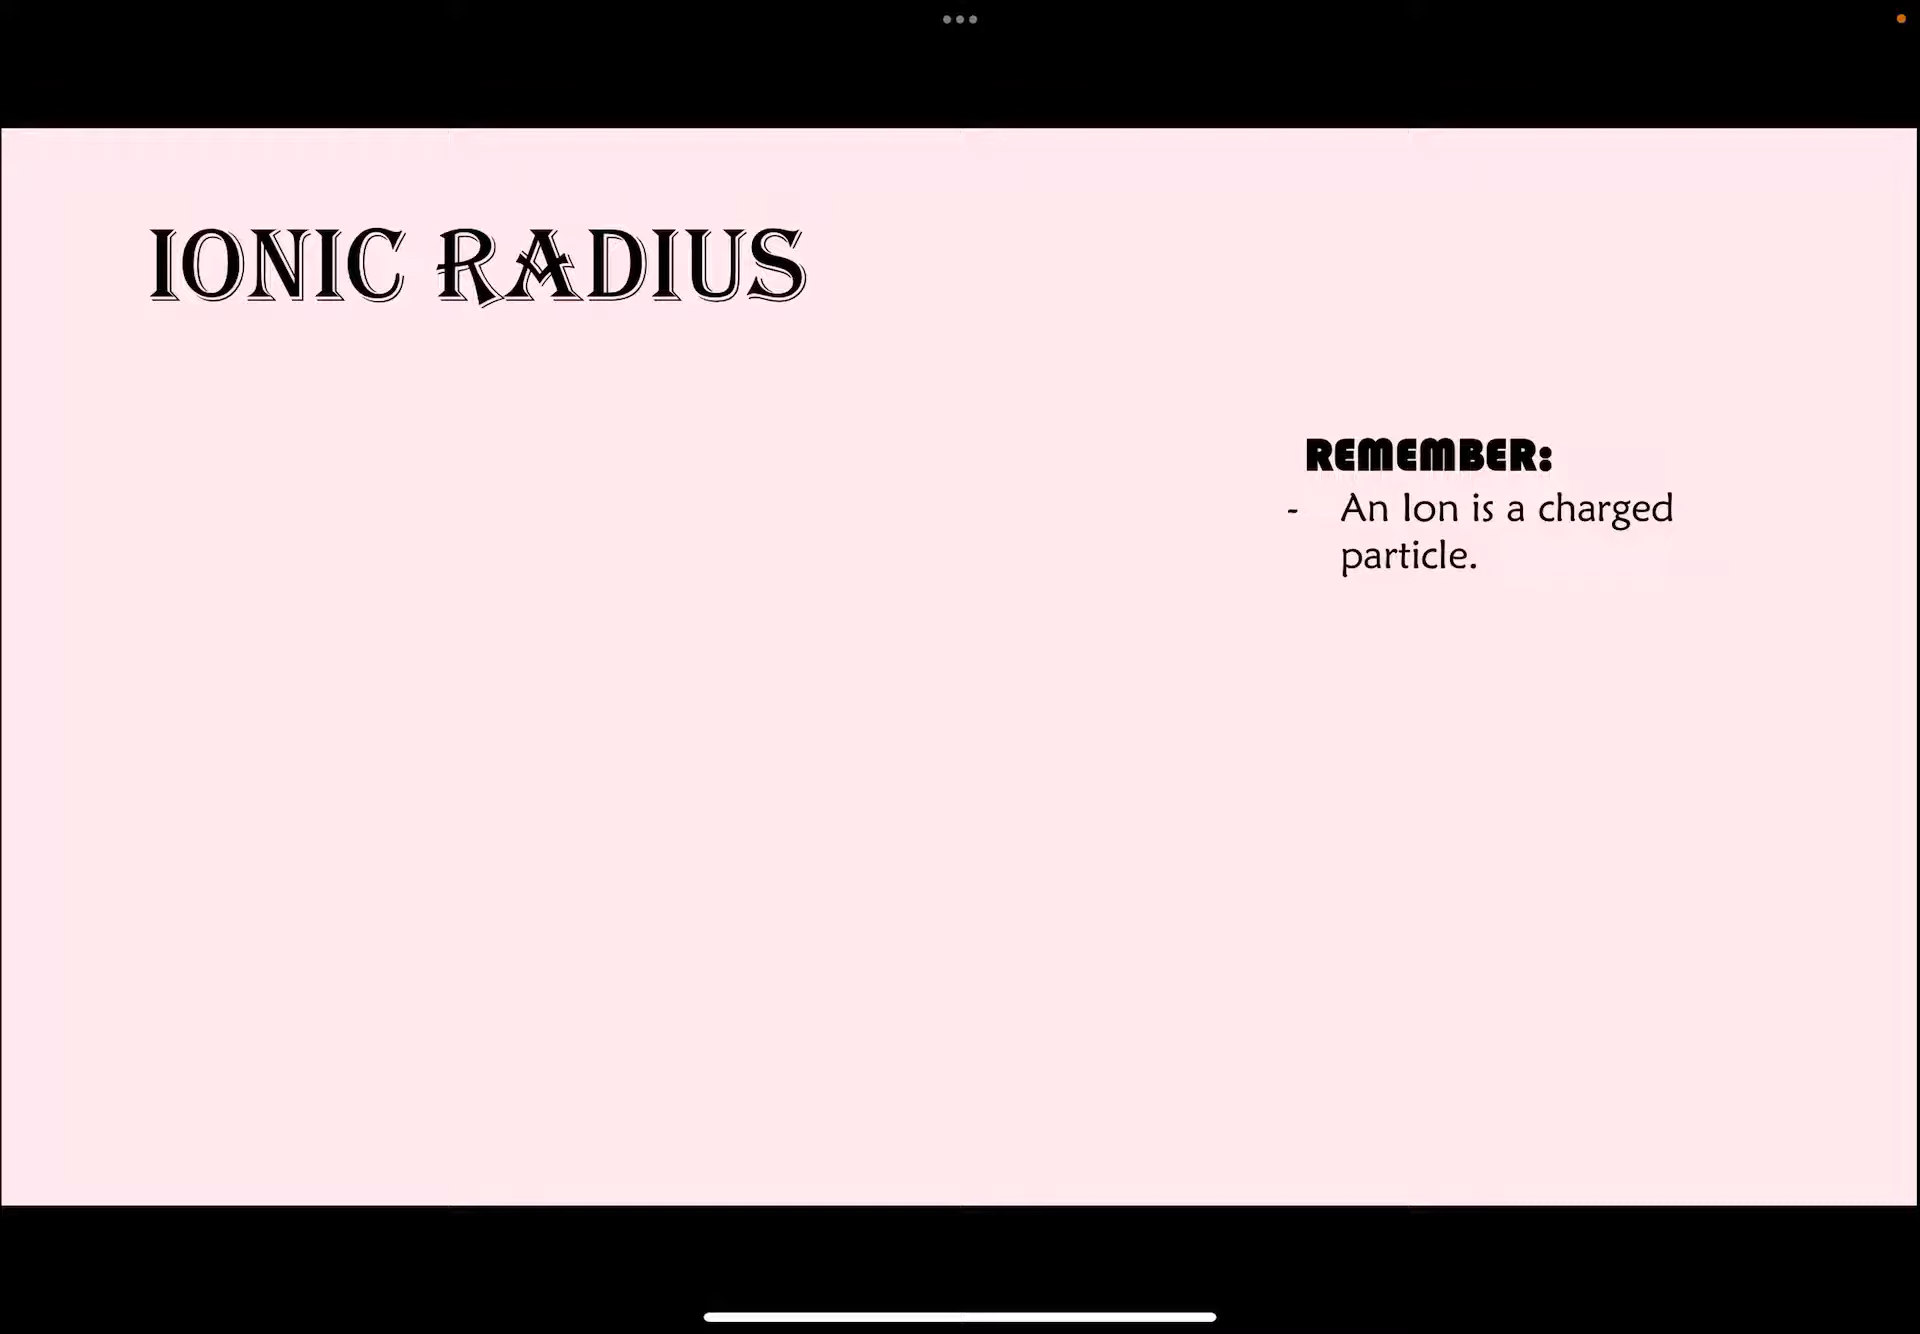 IONIC RADIUS
REMEMBER:
- An Ion is a charged
particle.